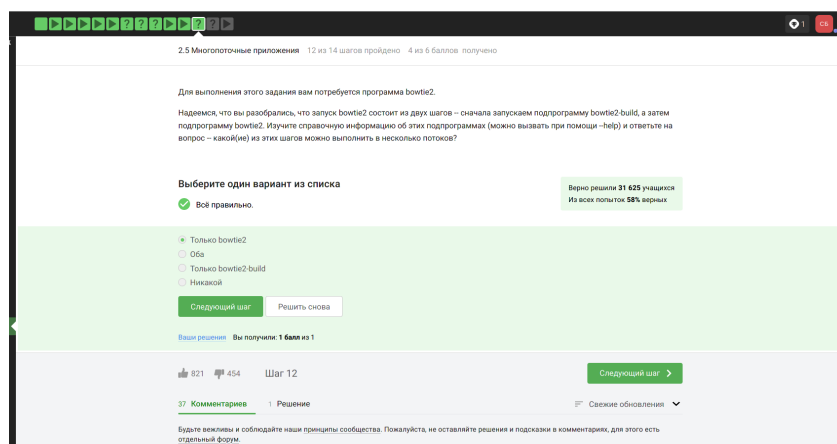 ? ? ? ? ?
1
СБ
2.5 Многопоточные приложения 12 из 14 шагов пройдено 4 из 6 баллов получено
Для выполнения этого задания вам потребуется программа bowtie2.
Надеемся, что вы разобрались, что запуск bowtie2 состоит из двух шагов – сначала запускаем подпрограмму bowtie2-build, а затем
подпрограмму bowtie2. Изучите справочную информацию об этих подпрограммах (можно вызвать при помощи –help) и ответьте на
вопрос – какой(ие) из этих шагов можно выполнить в несколько потоков?
Выберите один вариант из списка
Всё правильно.
Верно решили 31 625 учащихся
Из всех попыток 58% верных
Только bowtie2
Оба
Только bowtie2-build
Никакой
Следующий шаг Решить снова
Ваши решения Вы получили: 1 балл из 1
821 454 Шаг 12
Следующий шаг
37 Комментариев 1 Решение
Свежие обновления
Будьте вежливы и соблюдайте наши принципы сообщества. Пожалуйста, не оставляйте решения и подсказки в комментариях, для этого есть
отдельный форум.